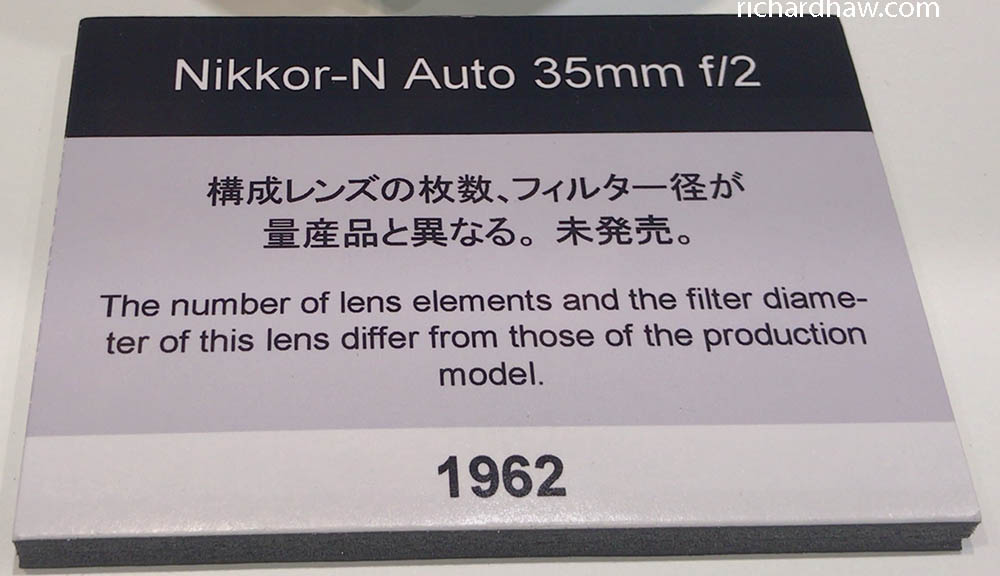 richardhaw.com
Nikkor-N Auto 35mm f/2
構成レンズの枚数、フィルター径が
量産品と異なる。未発売。
The number of lens elements and the filter diame-
ter of this lens differ from those of the production
model.
1962